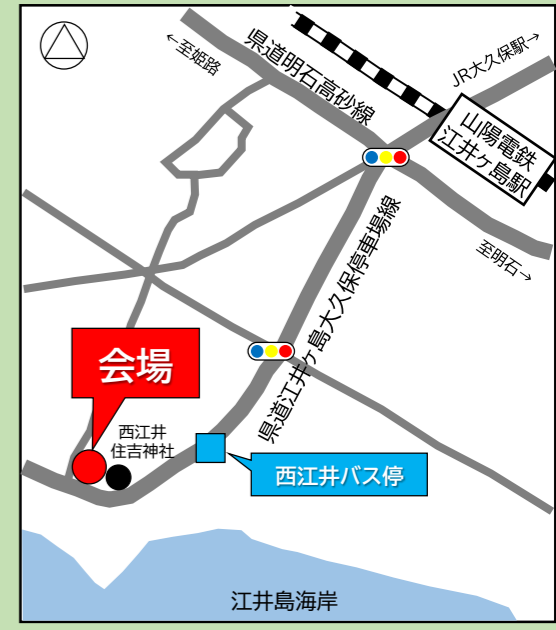 ←至姫路
県道明石高砂線
JR大久保駅→
山陽電鉄
江井ヶ島駅
至明石→
県道江井ヶ島大久保停車場線
会場
西江井
住吉神社
西江井バス停
江井島海岸